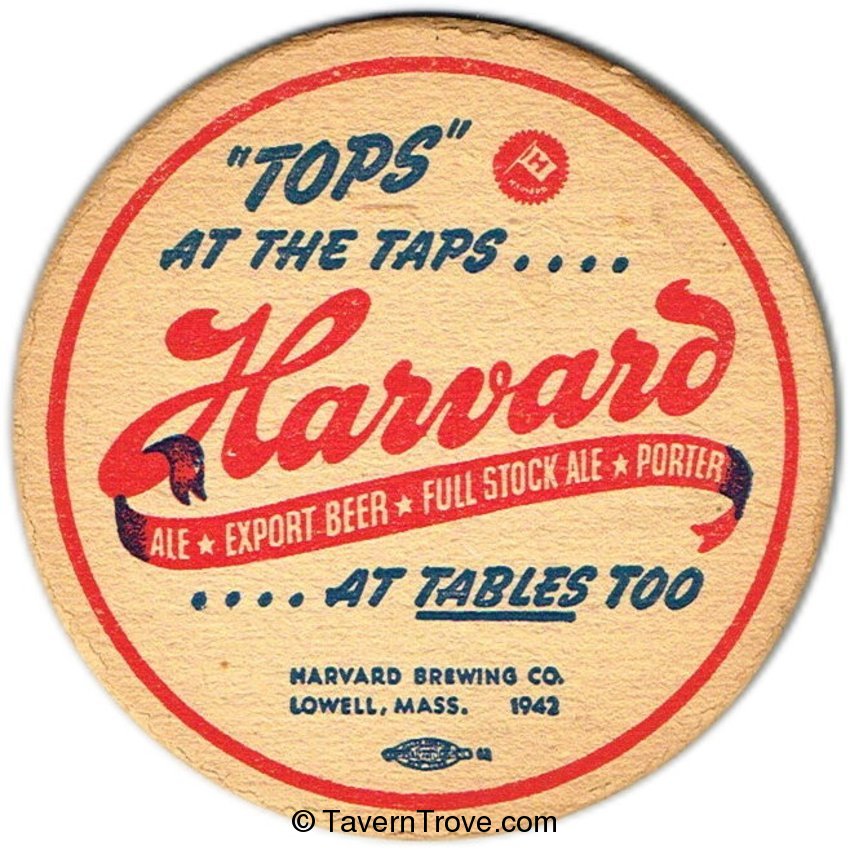 "TOPS"
H
AT THE TAPS....
Harvard
ALE ★ EXPORT BEER ★ FULL STOCK ALE ★ PORTER
....AT TABLES TOO
HARVARD BREWING CO.
LOWELL, MASS. 1942
© TavernTrove.com